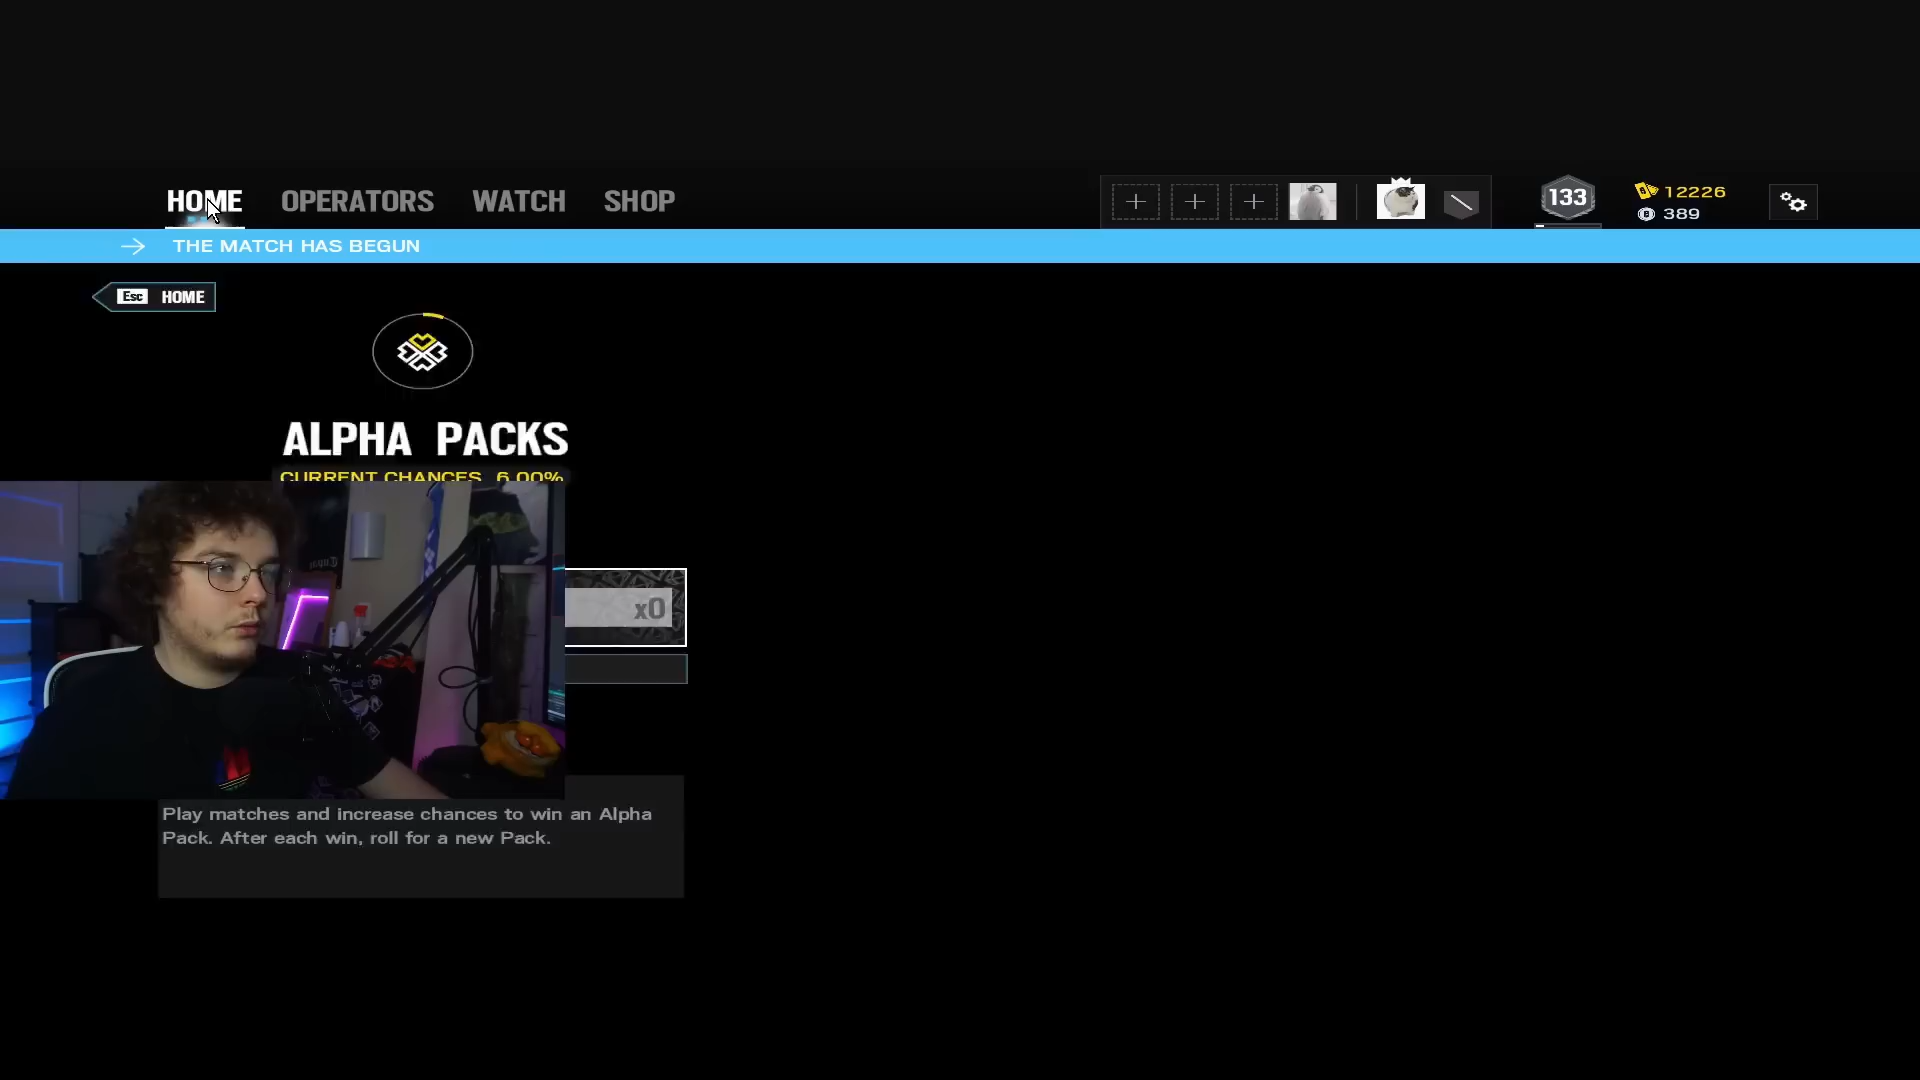 HOME OPERATORS WATCH SHOP
133
12226
389
THE MATCH HAS BEGUN
Esc HOME
ALPHA PACKS
CURRENT CHANCES 6.00%
x0
Play matches and increase chances to win an Alpha
Pack. After each win, roll for a new Pack.